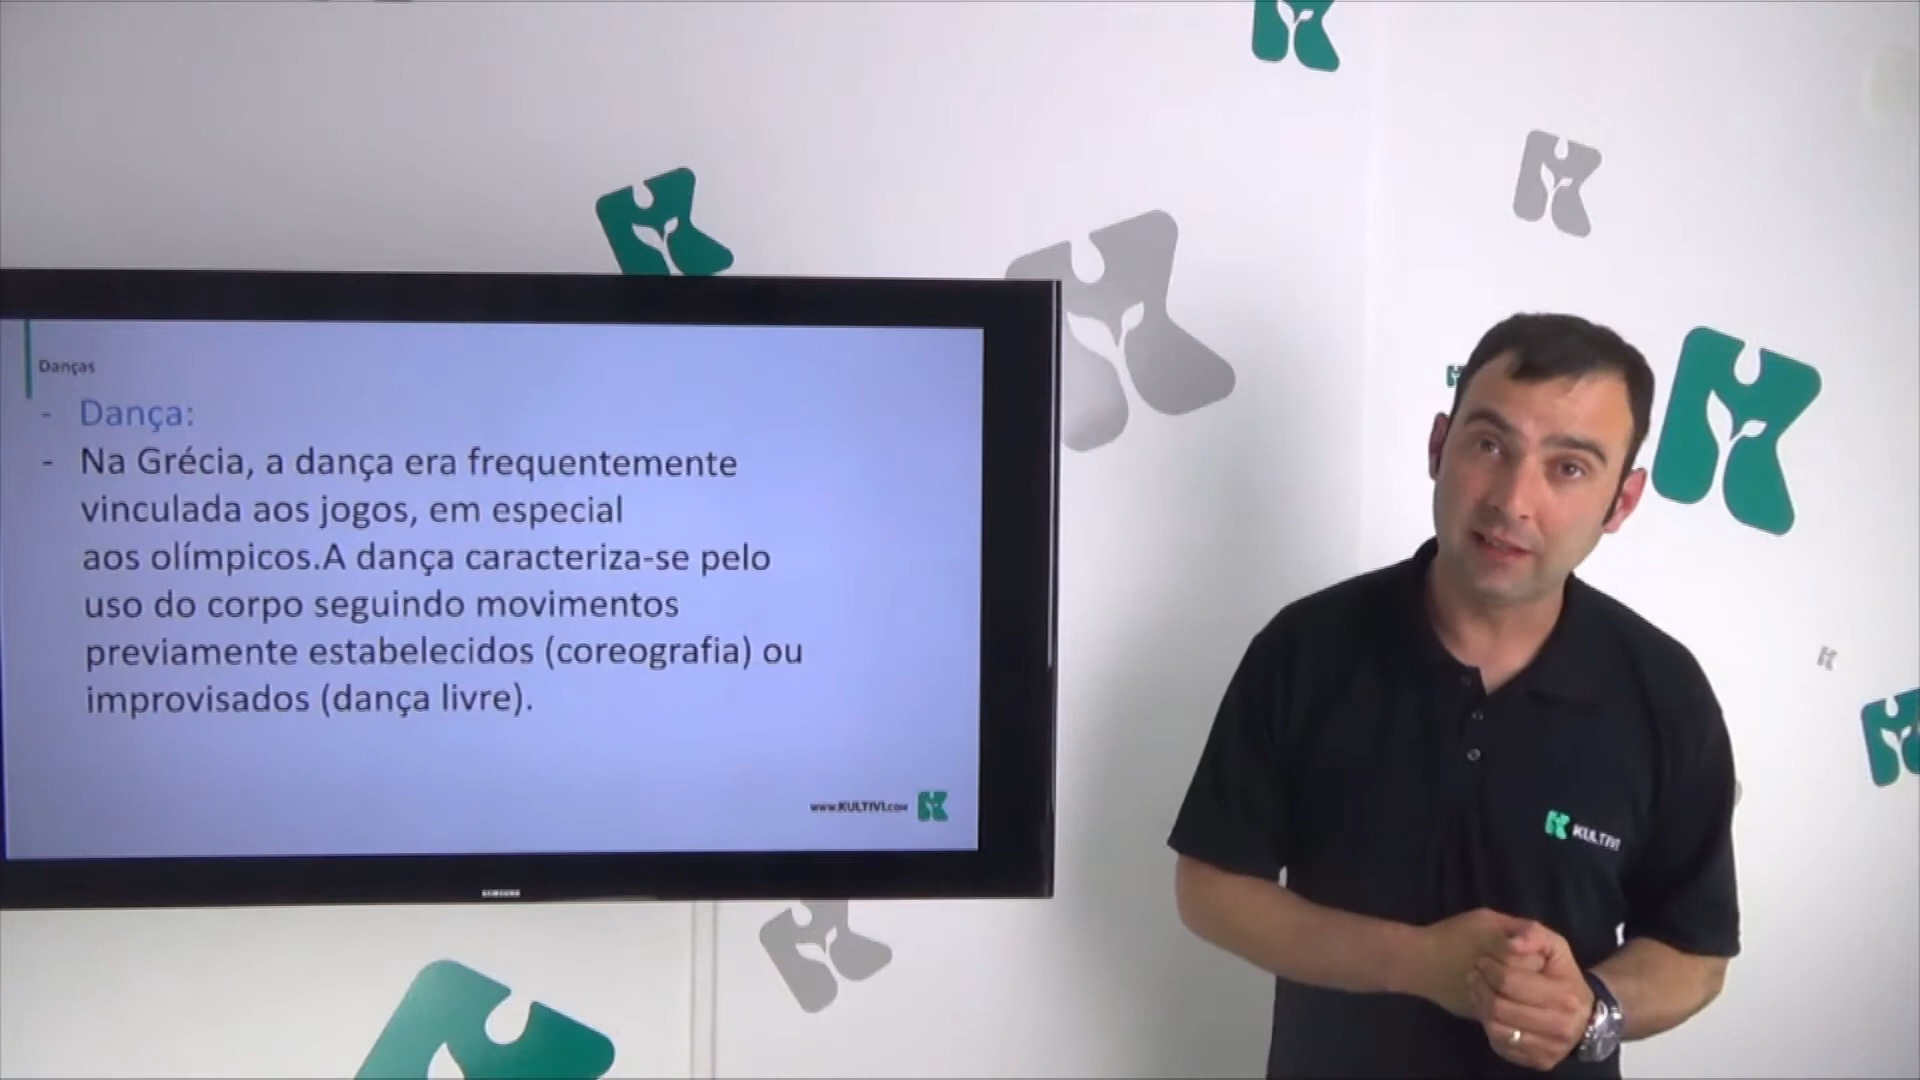 Danças
- Dança:
- Na Grécia, a dança era frequentemente
vinculada aos jogos, em especial
aos olímpicos.A dança caracteriza-se pelo
uso do corpo seguindo movimentos
previamente estabelecidos (coreografia) ou
improvisados (dança livre).
www.KULTIVI.com
SAMSUNG
KULTIVI